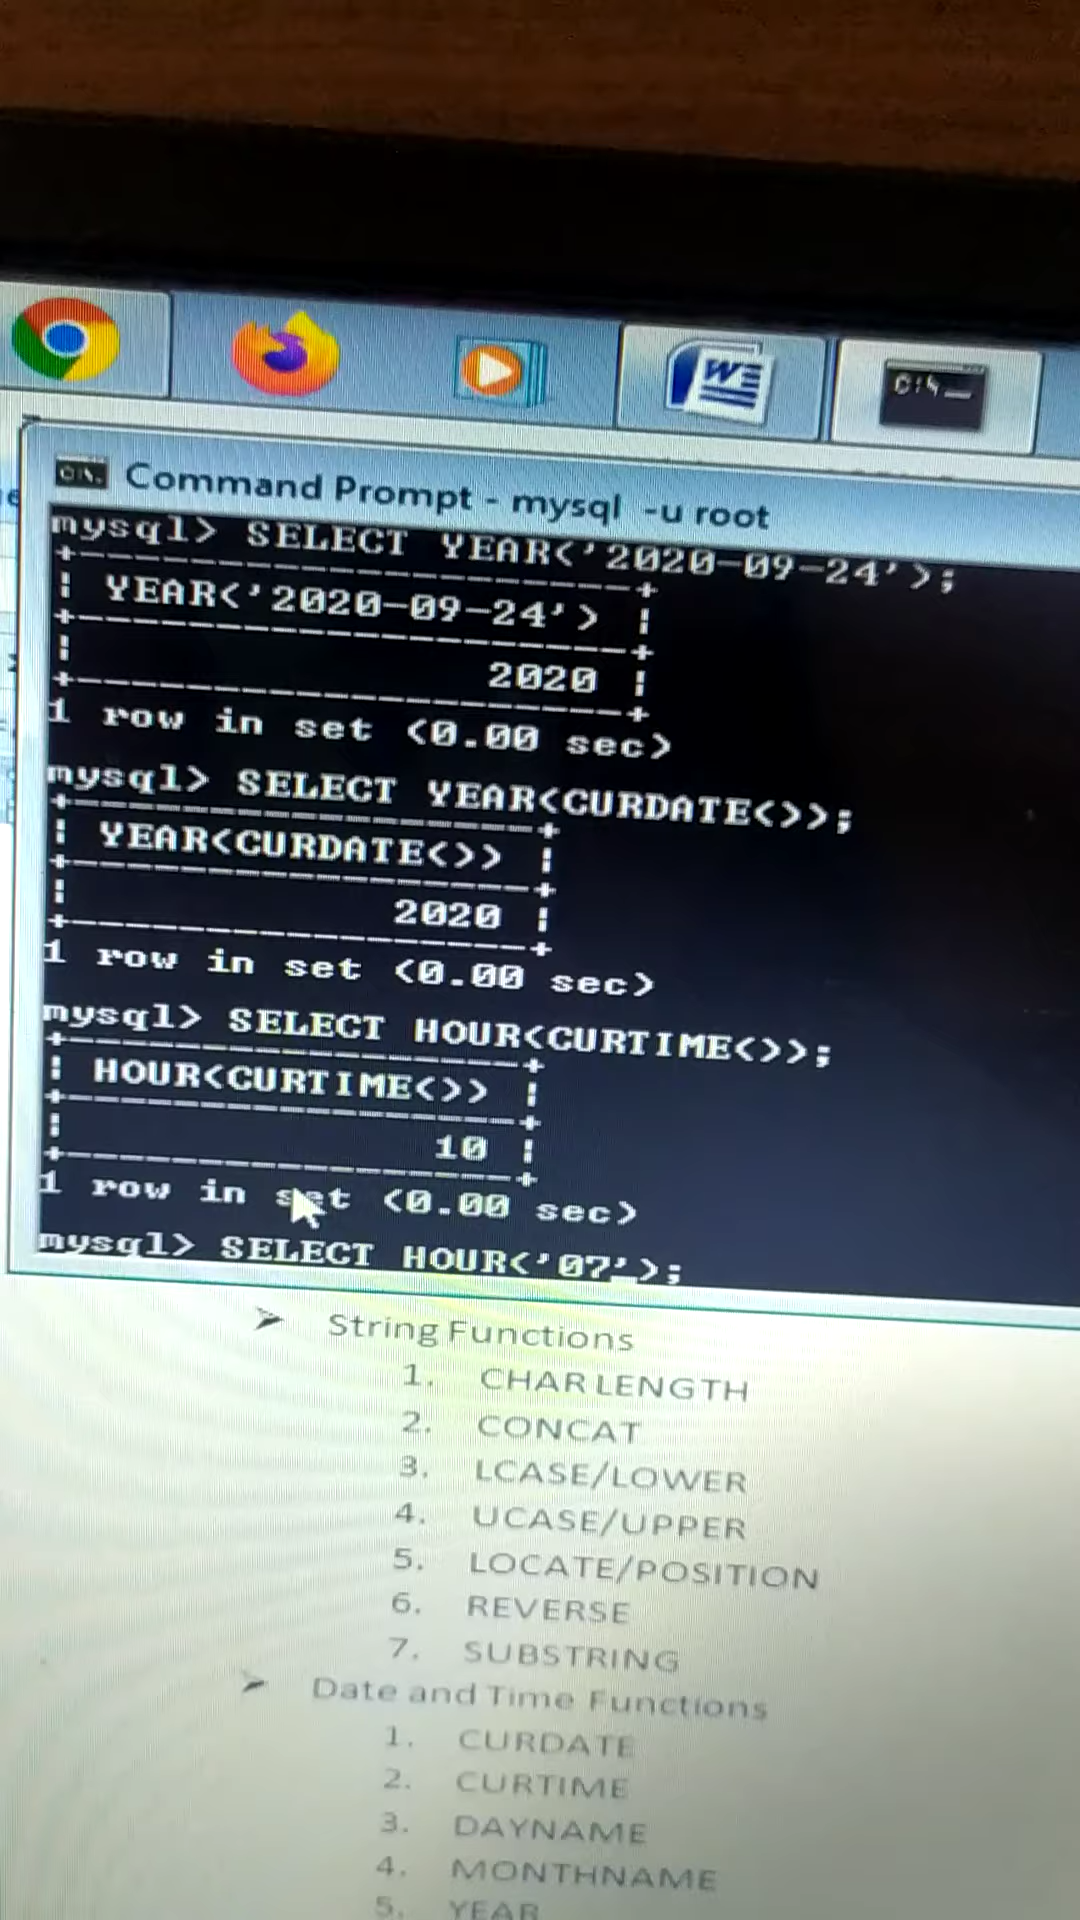 C:\_
C:\. Command Prompt - mysql -u root
mysql> SELECT YEAR('2020-09-24');
+--------------------+
| YEAR('2020-09-24') |
+--------------------+
| 2020 |
+--------------------+
1 row in set (0.00 sec)
mysql> SELECT YEAR(CURDATE());
+-----------------+
| YEAR(CURDATE()) |
+-----------------+
| 2020 |
+-----------------+
1 row in set (0.00 sec)
mysql> SELECT HOUR(CURTIME());
+-----------------+
| HOUR(CURTIME()) |
+-----------------+
| 10 |
+-----------------+
1 row in set (0.00 sec)
mysql> SELECT HOUR('07');
➢ String Functions
1. CHAR LENGTH
2. CONCAT
3. LCASE/LOWER
4. UCASE/UPPER
5. LOCATE/POSITION
6. REVERSE
7. SUBSTRING
➢ Date and Time Functions
1. CURDATE
2. CURTIME
3. DAYNAME
4. MONTHNAME
5. YEAR